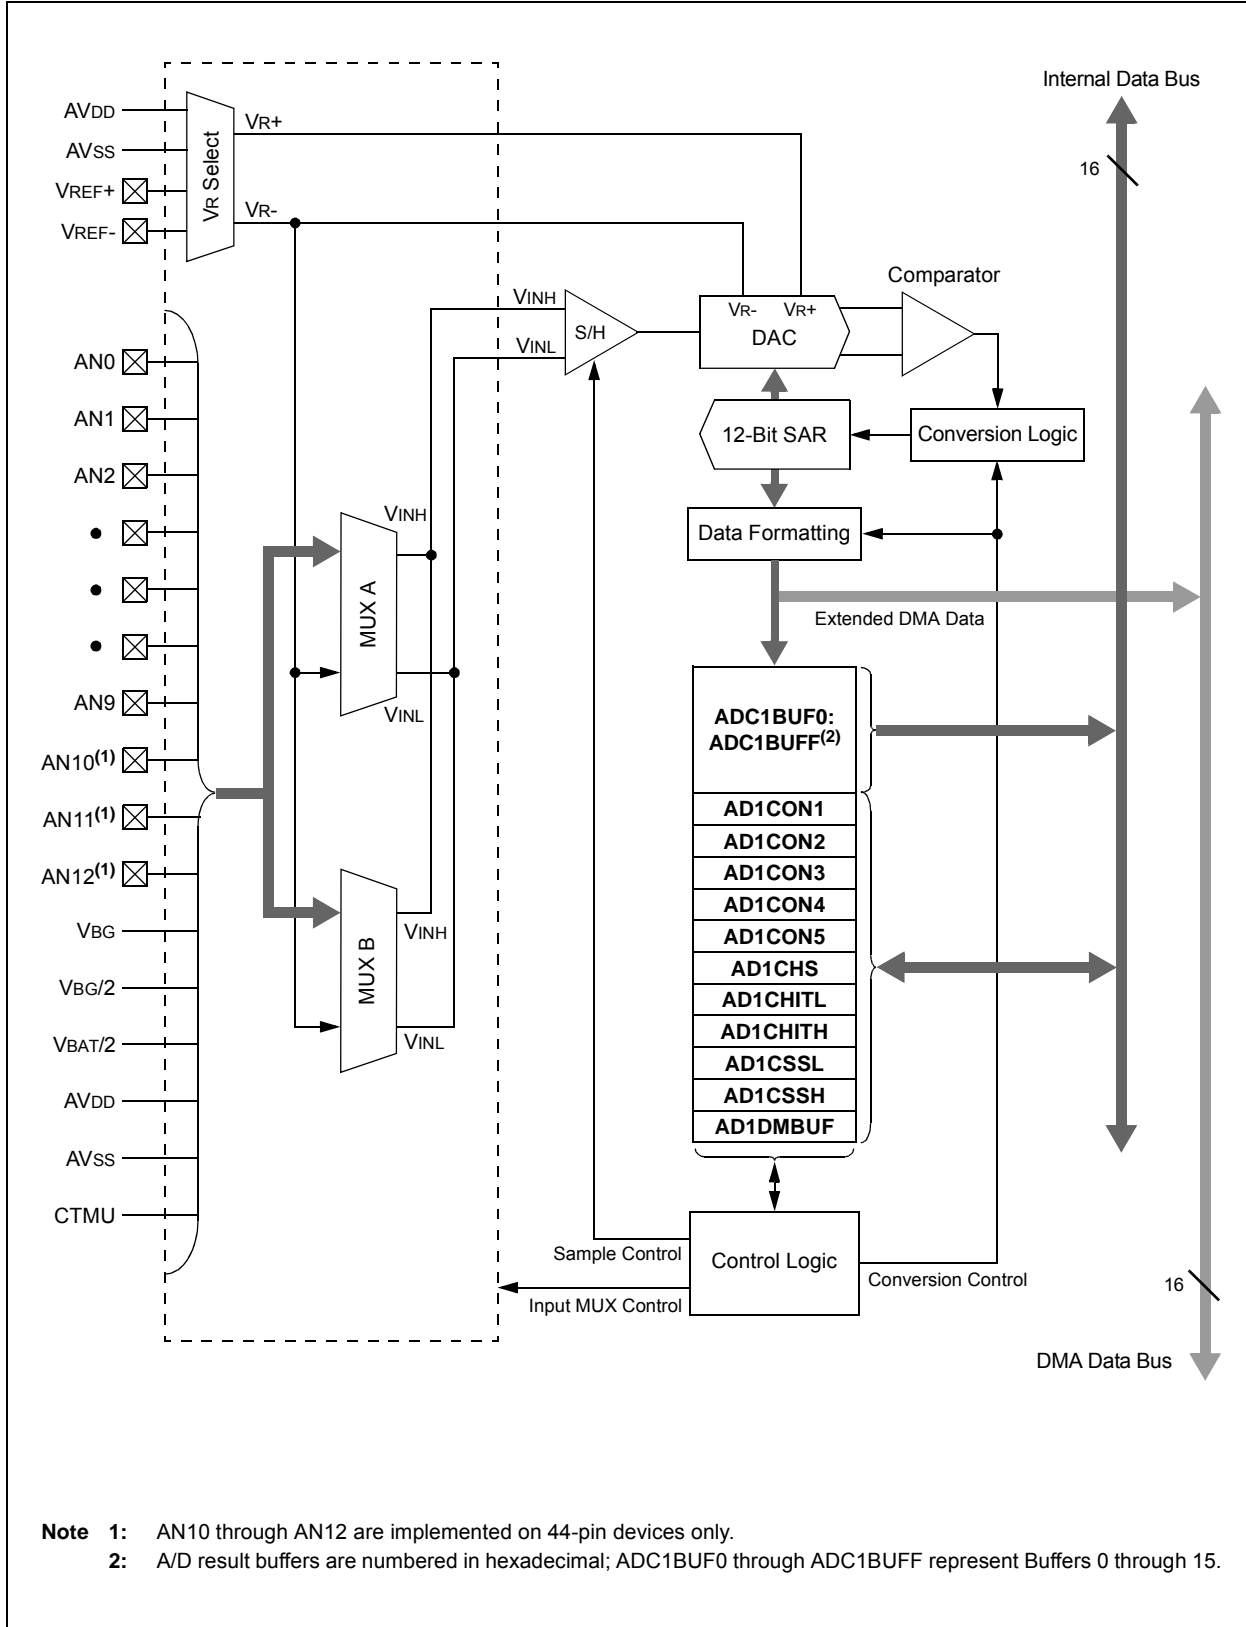 Internal Data Bus
AVDD
AVSS
VREF+
VREF-
VR Select
VR+
VR-
16
Comparator
VINH
VINL
S/H
VR- VR+
DAC
AN0
AN1
AN2
AN9
AN10(1)
AN11(1)
AN12(1)
VBG
VBG/2
VBAT/2
AVDD
AVSS
CTMU
12-Bit SAR
Conversion Logic
Data Formatting
Extended DMA Data
VINH
MUX A
VINL
VINH
MUX B
VINL
ADC1BUF0:
ADC1BUFF(2)
AD1CON1
AD1CON2
AD1CON3
AD1CON4
AD1CON5
AD1CHS
AD1CHITL
AD1CHITH
AD1CSSL
AD1CSSH
AD1DMBUF
Sample Control
Control Logic
Conversion Control
Input MUX Control
16
DMA Data Bus
Note 1: AN10 through AN12 are implemented on 44-pin devices only.
2: A/D result buffers are numbered in hexadecimal; ADC1BUF0 through ADC1BUFF represent Buffers 0 through 15.